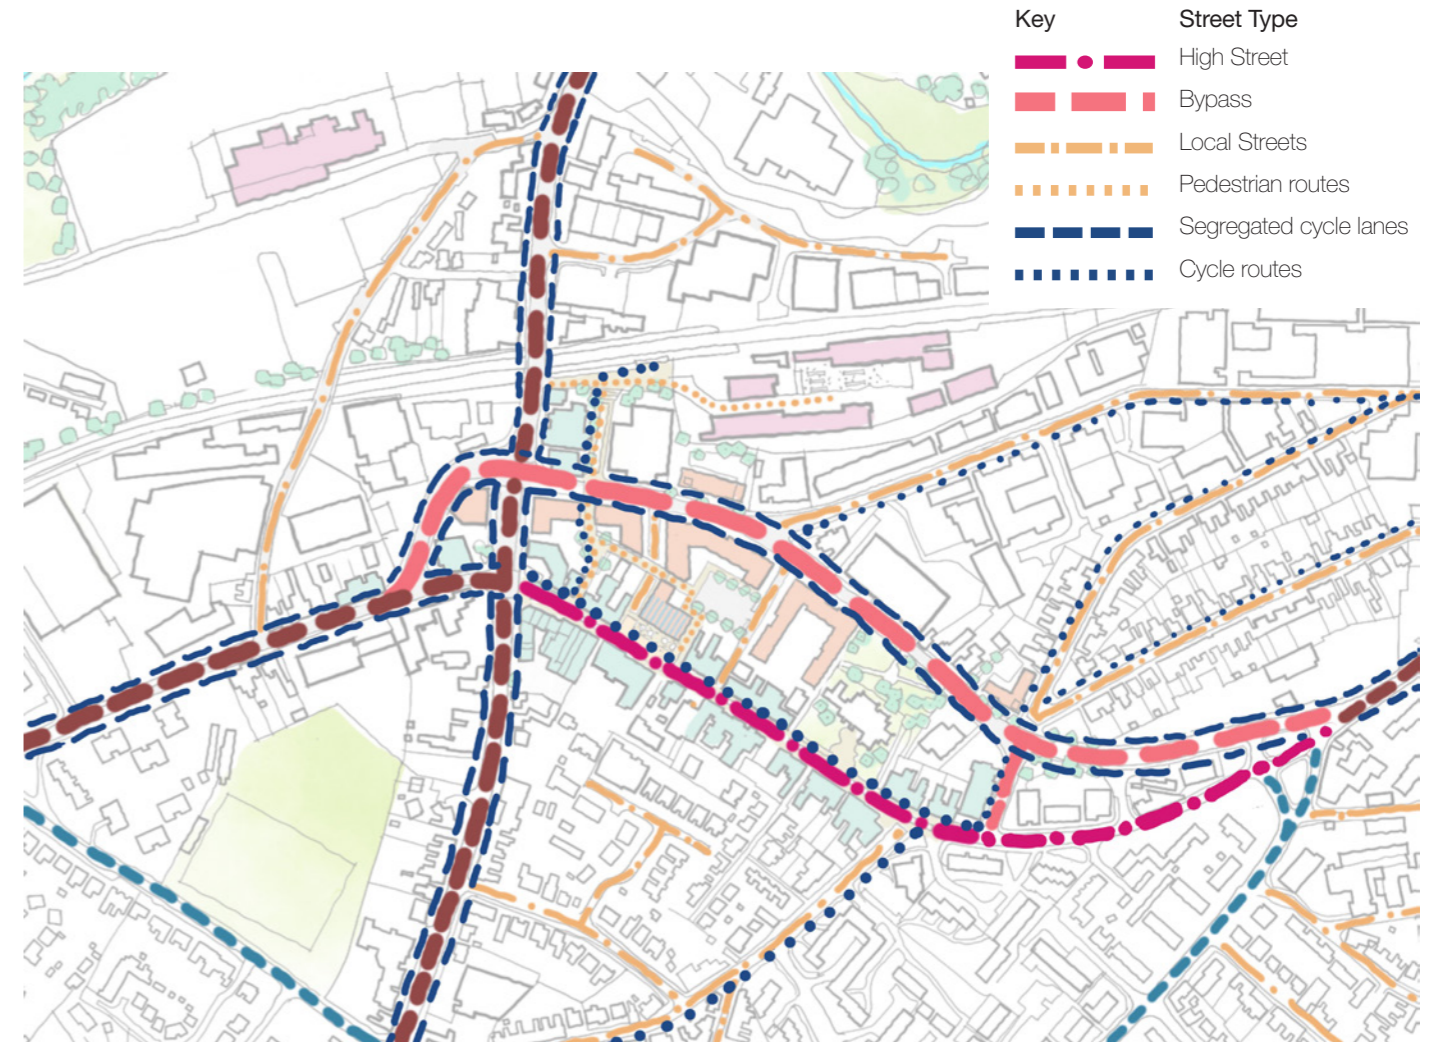 Key Street Type
High Street
Bypass
Local Streets
Pedestrian routes
Segregated cycle lanes
Cycle routes